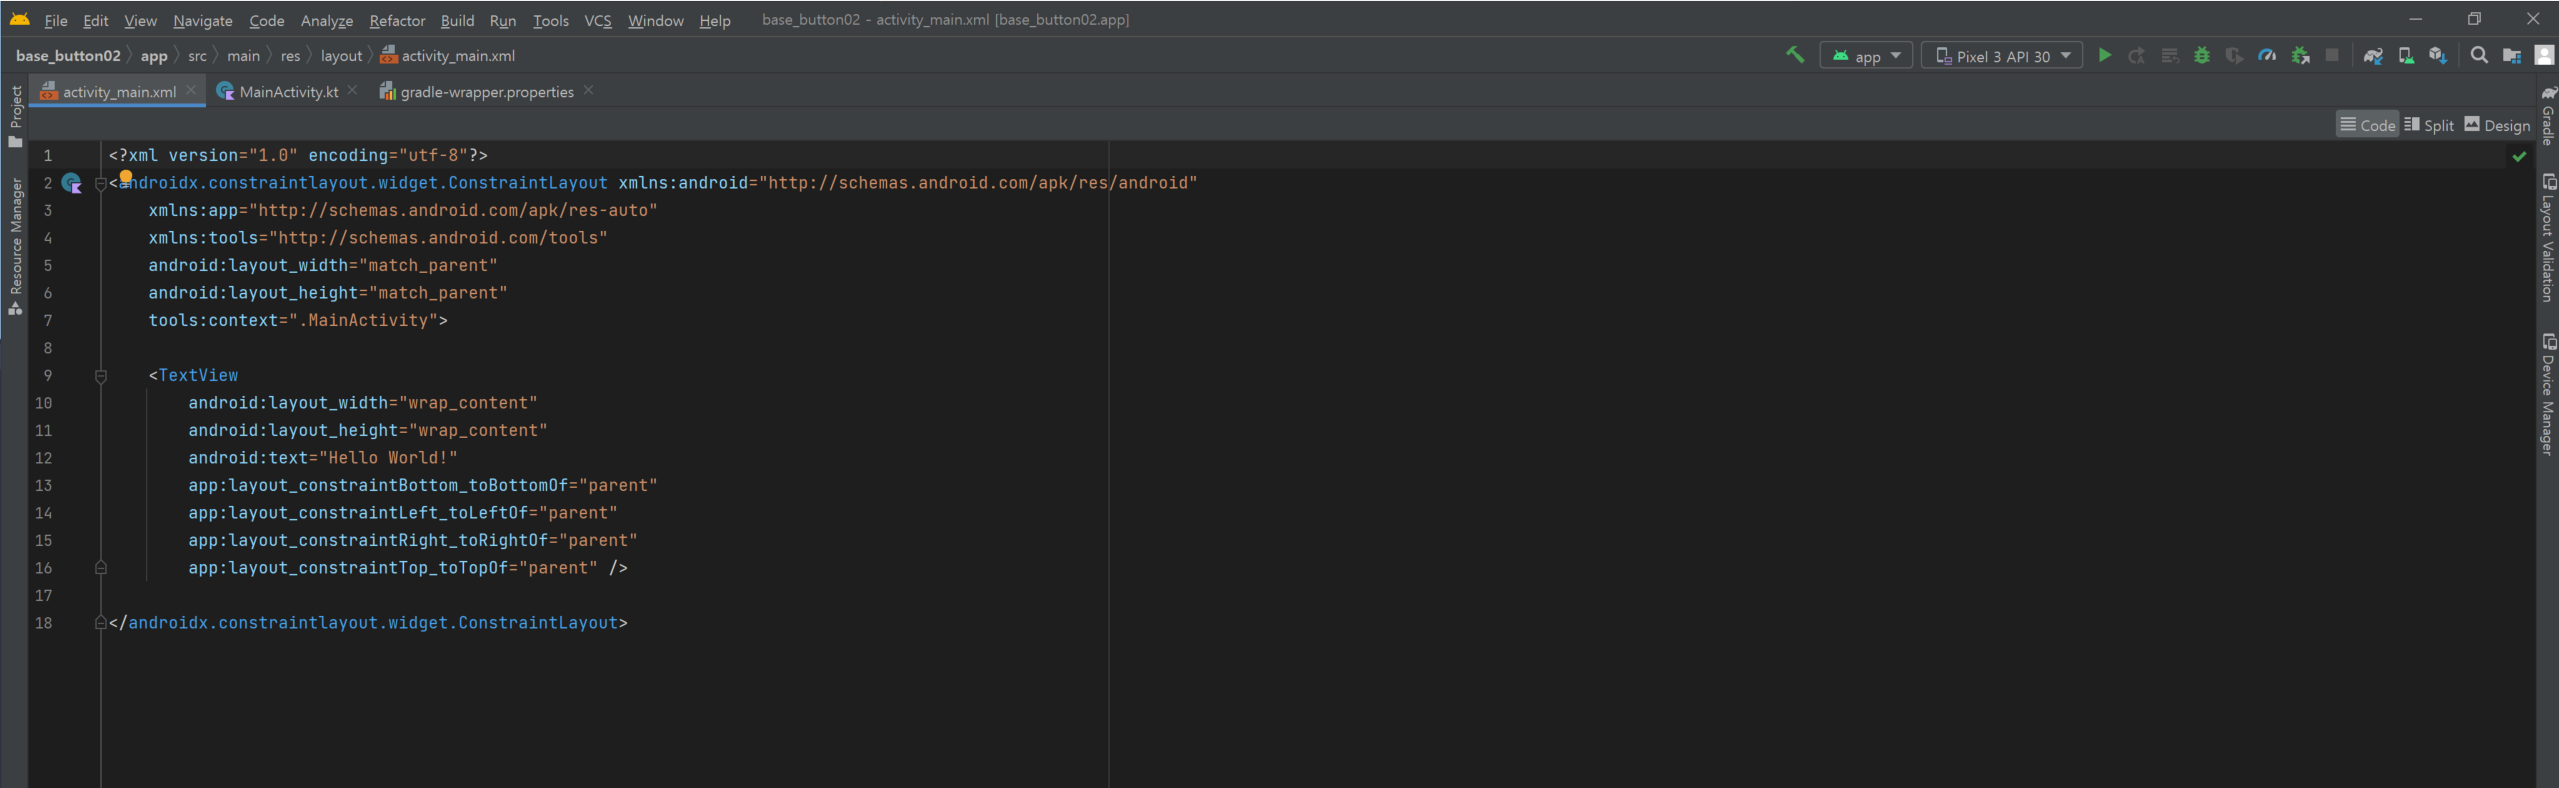 File Edit View Navigate Code Analyze Refactor Build Run Tools VCS Window Help base_button02 - activity_main.xml [base_button02.app]
base_button02 app src main res layout activity_main.xml app Pixel 3 API 30
activity_main.xml MainActivity.kt gradle-wrapper.properties
Code Split Design
Project
Resource Manager
1 <?xml version="1.0" encoding="utf-8"?>
2 <androidx.constraintlayout.widget.ConstraintLayout xmlns:android="http://schemas.android.com/apk/res/android"
3 xmlns:app="http://schemas.android.com/apk/res-auto"
4 xmlns:tools="http://schemas.android.com/tools"
5 android:layout_width="match_parent"
6 android:layout_height="match_parent"
7 tools:context=".MainActivity">
8
9 <TextView
10 android:layout_width="wrap_content"
11 android:layout_height="wrap_content"
12 android:text="Hello World!"
13 app:layout_constraintBottom_toBottomOf="parent"
14 app:layout_constraintLeft_toLeftOf="parent"
15 app:layout_constraintRight_toRightOf="parent"
16 app:layout_constraintTop_toTopOf="parent" />
17
18 </androidx.constraintlayout.widget.ConstraintLayout>
Gradle
Layout Validation
Device Manager